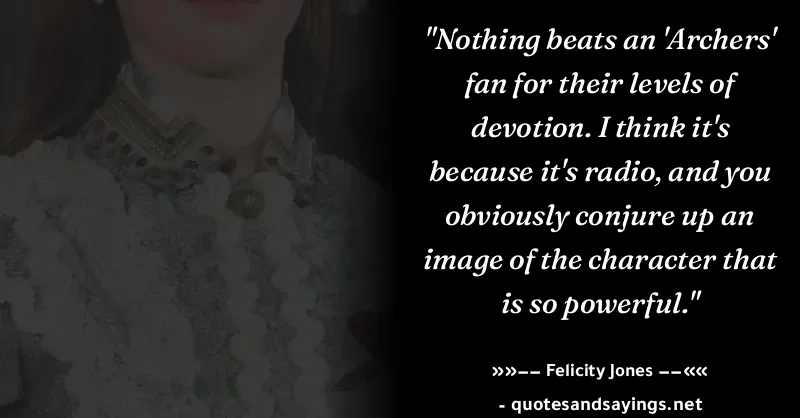 "Nothing beats an 'Archers'
fan for their levels of
devotion. I think it's
because it's radio, and you
obviously conjure up an
image of the character that
is so powerful."
»»−− Felicity Jones −−««
- quotesandsayings.net